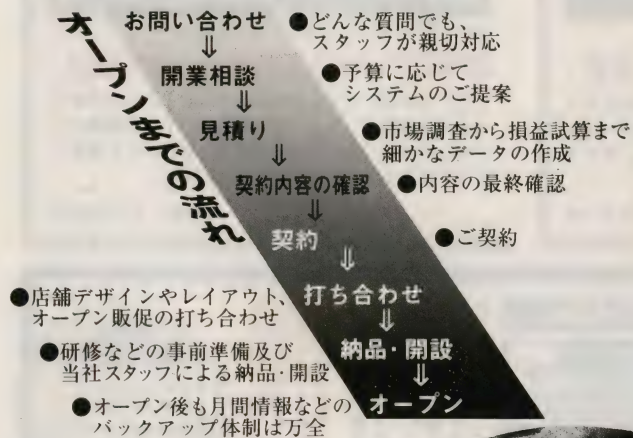 オープンまでの流れ
お問い合わせ
●どんな質問でも、
スタッフが親切対応
⇓
開業相談
●予算に応じて
システムのご提案
⇓
見積り
●市場調査から損益試算まで
細かなデータの作成
⇓
契約内容の確認
●内容の最終確認
⇓
契約
●ご契約
⇓
打ち合わせ
●店舗デザインやレイアウト、
オープン販促の打ち合わせ
⇓
納品・開設
●研修などの事前準備及び
当社スタッフによる納品・開設
⇓
オープン
●オープン後も月間情報などの
バックアップ体制は万全